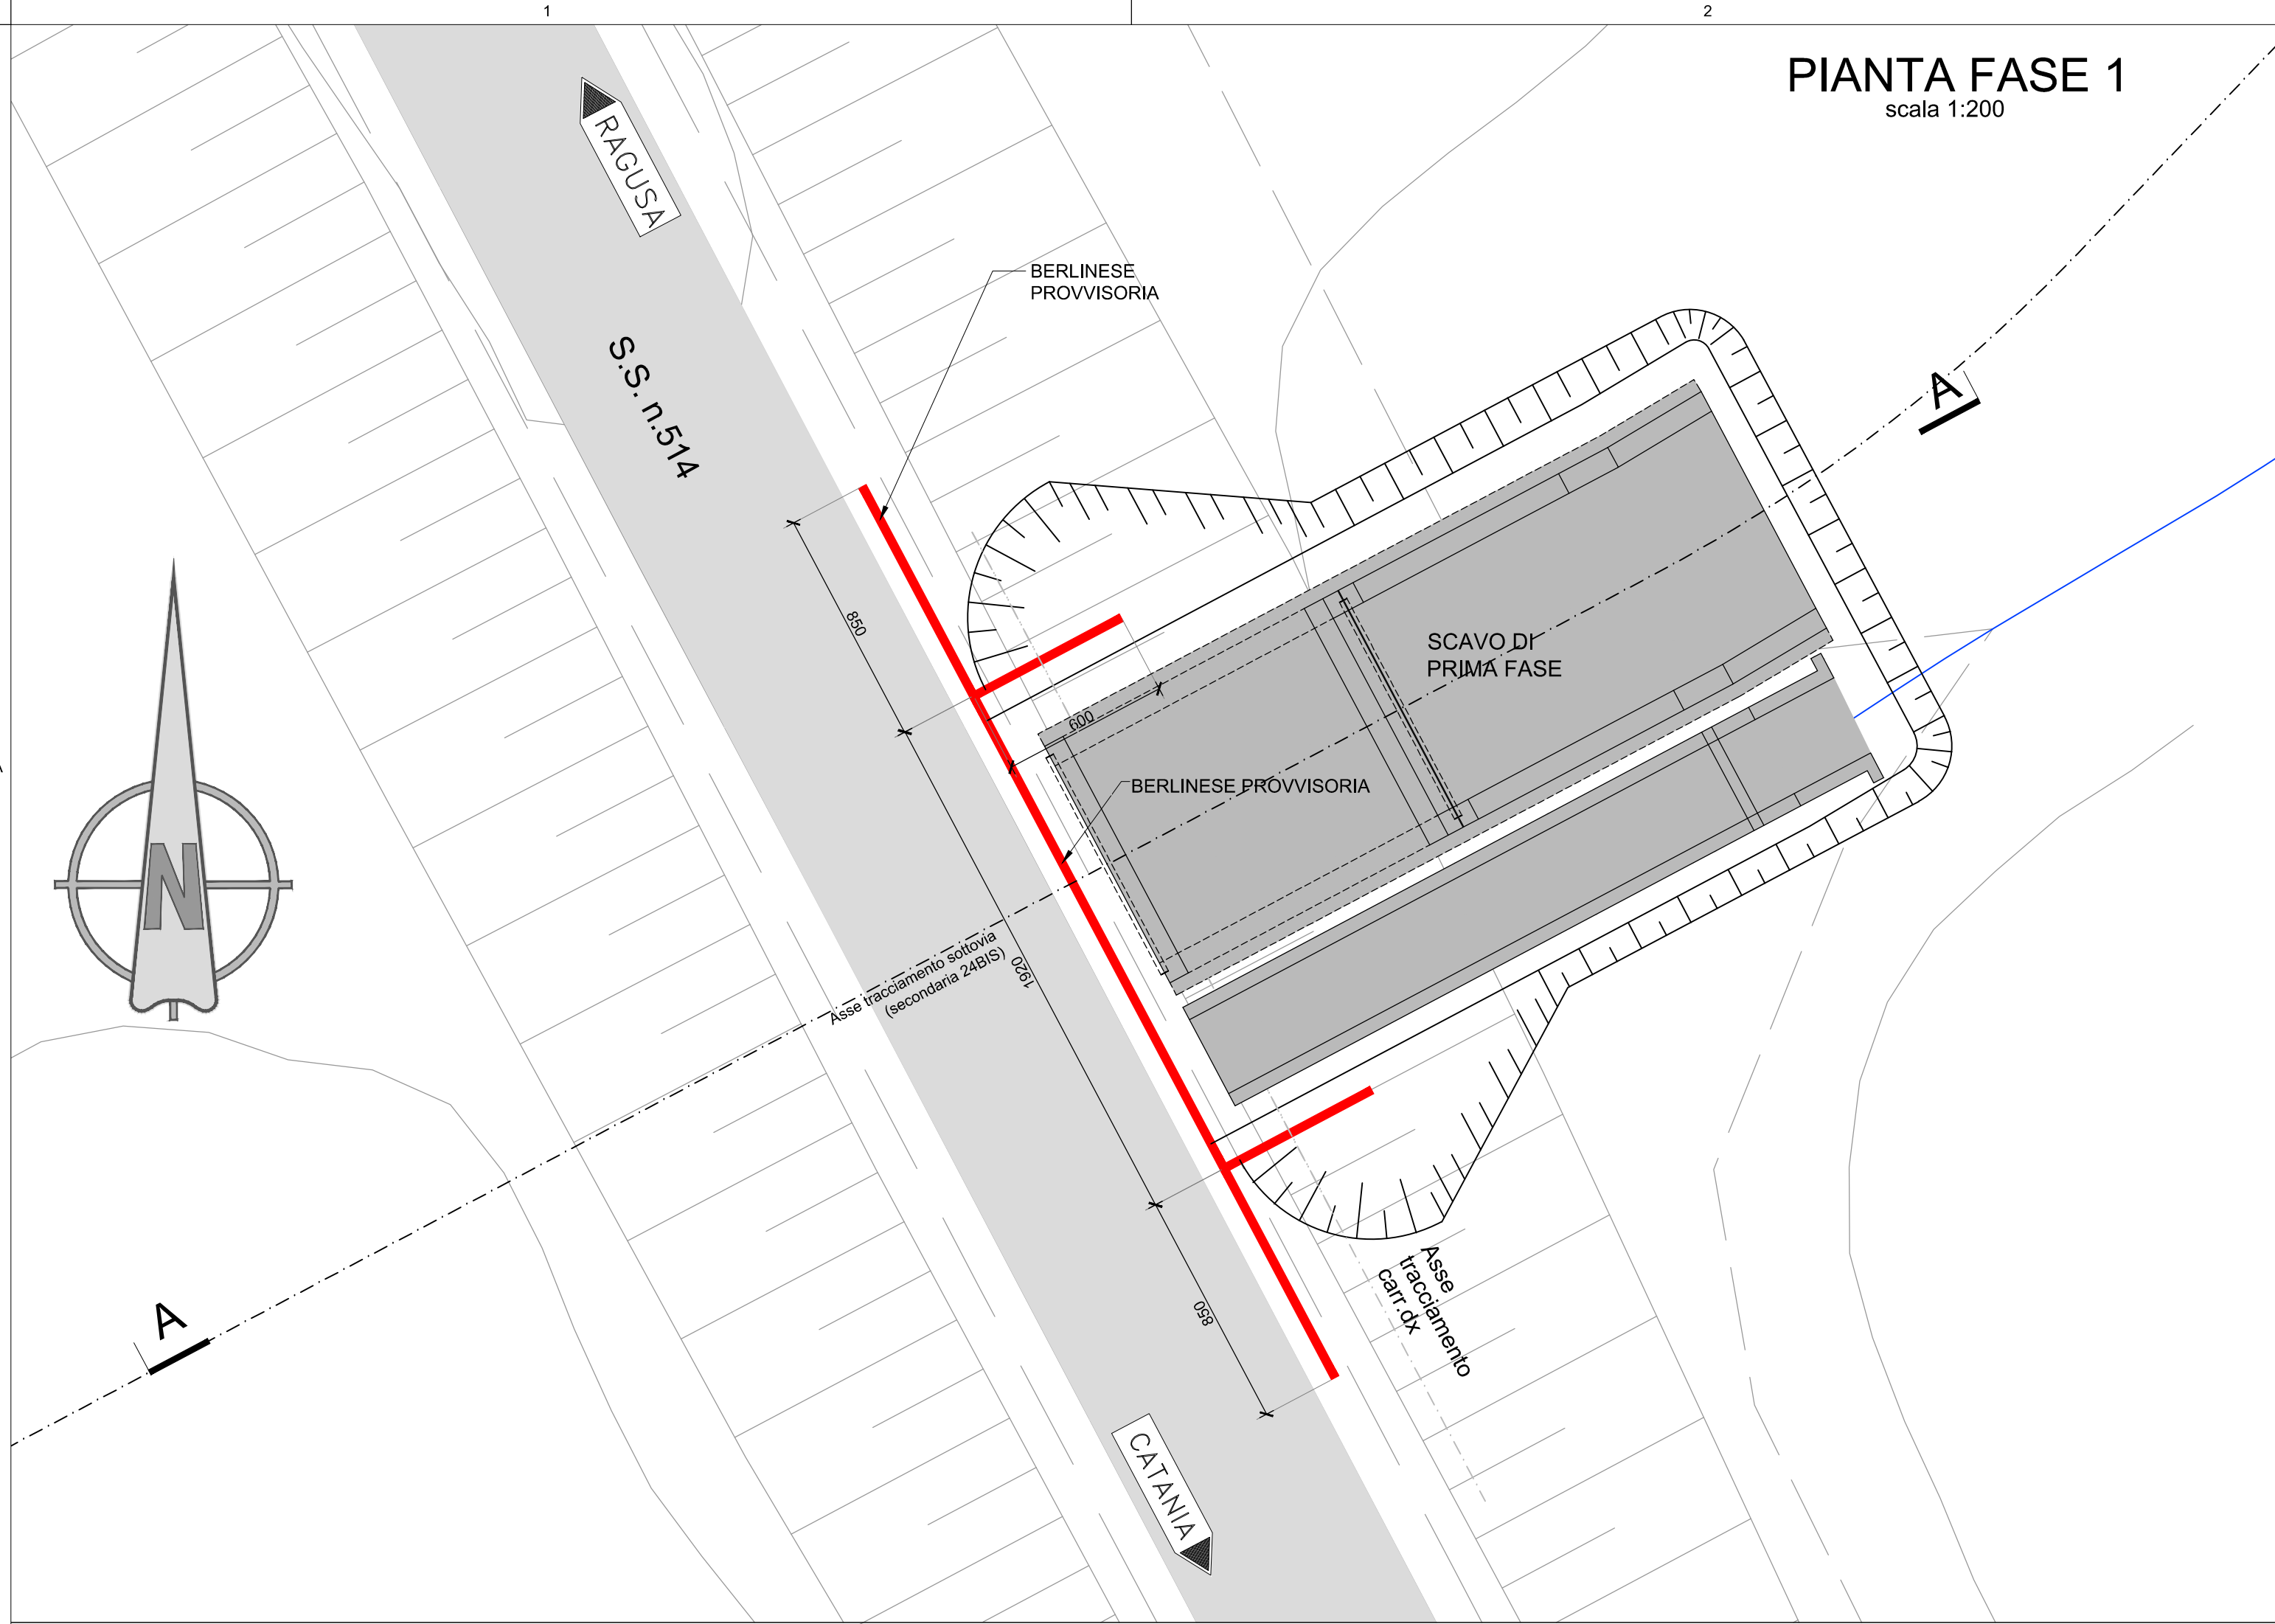 1
2
PIANTA FASE 1
scala 1:200
RAGUSA
BERLINESE
PROVVISORIA
S.S. n.514
A
850
SCAVO DI
PRIMA FASE
600
BERLINESE PROVVISORIA
N
Asse tracciamento sottovia
(secondaria 24BIS)
1920
Asse
tracciamento
carr.dx
850
A
CATANIA